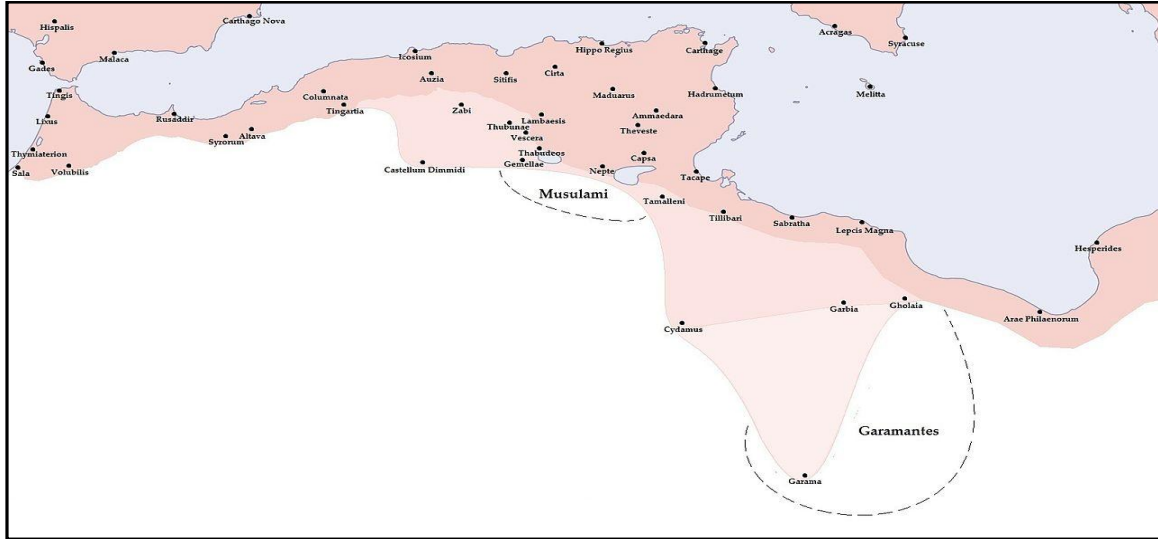 Hispalis
Carthago Nova
Acragas
Syracuse
Malaca
Gades
Icosium
Hippo Regius
Carthage
Tingis
Auzia
Sitifis
Cirta
Columnata
Maduarus
Hadrumetum
Melitta
Tingartia
Zabi
Lixus
Rusaddir
Lambaesis
Ammaedara
Thubunae
Theveste
Syrorum
Altava
Vescera
Thymiaterion
Thabudeos
Capsa
Sala
Volubilis
Castellum Dimmidi
Gemellae
Nepte
Tacape
Musulami
Tamalleni
Tillibari
Sabratha
Lepcis Magna
Hesperides
Garbia
Gholaia
Arae Philaenorum
Cydamus
Garamantes
Garama